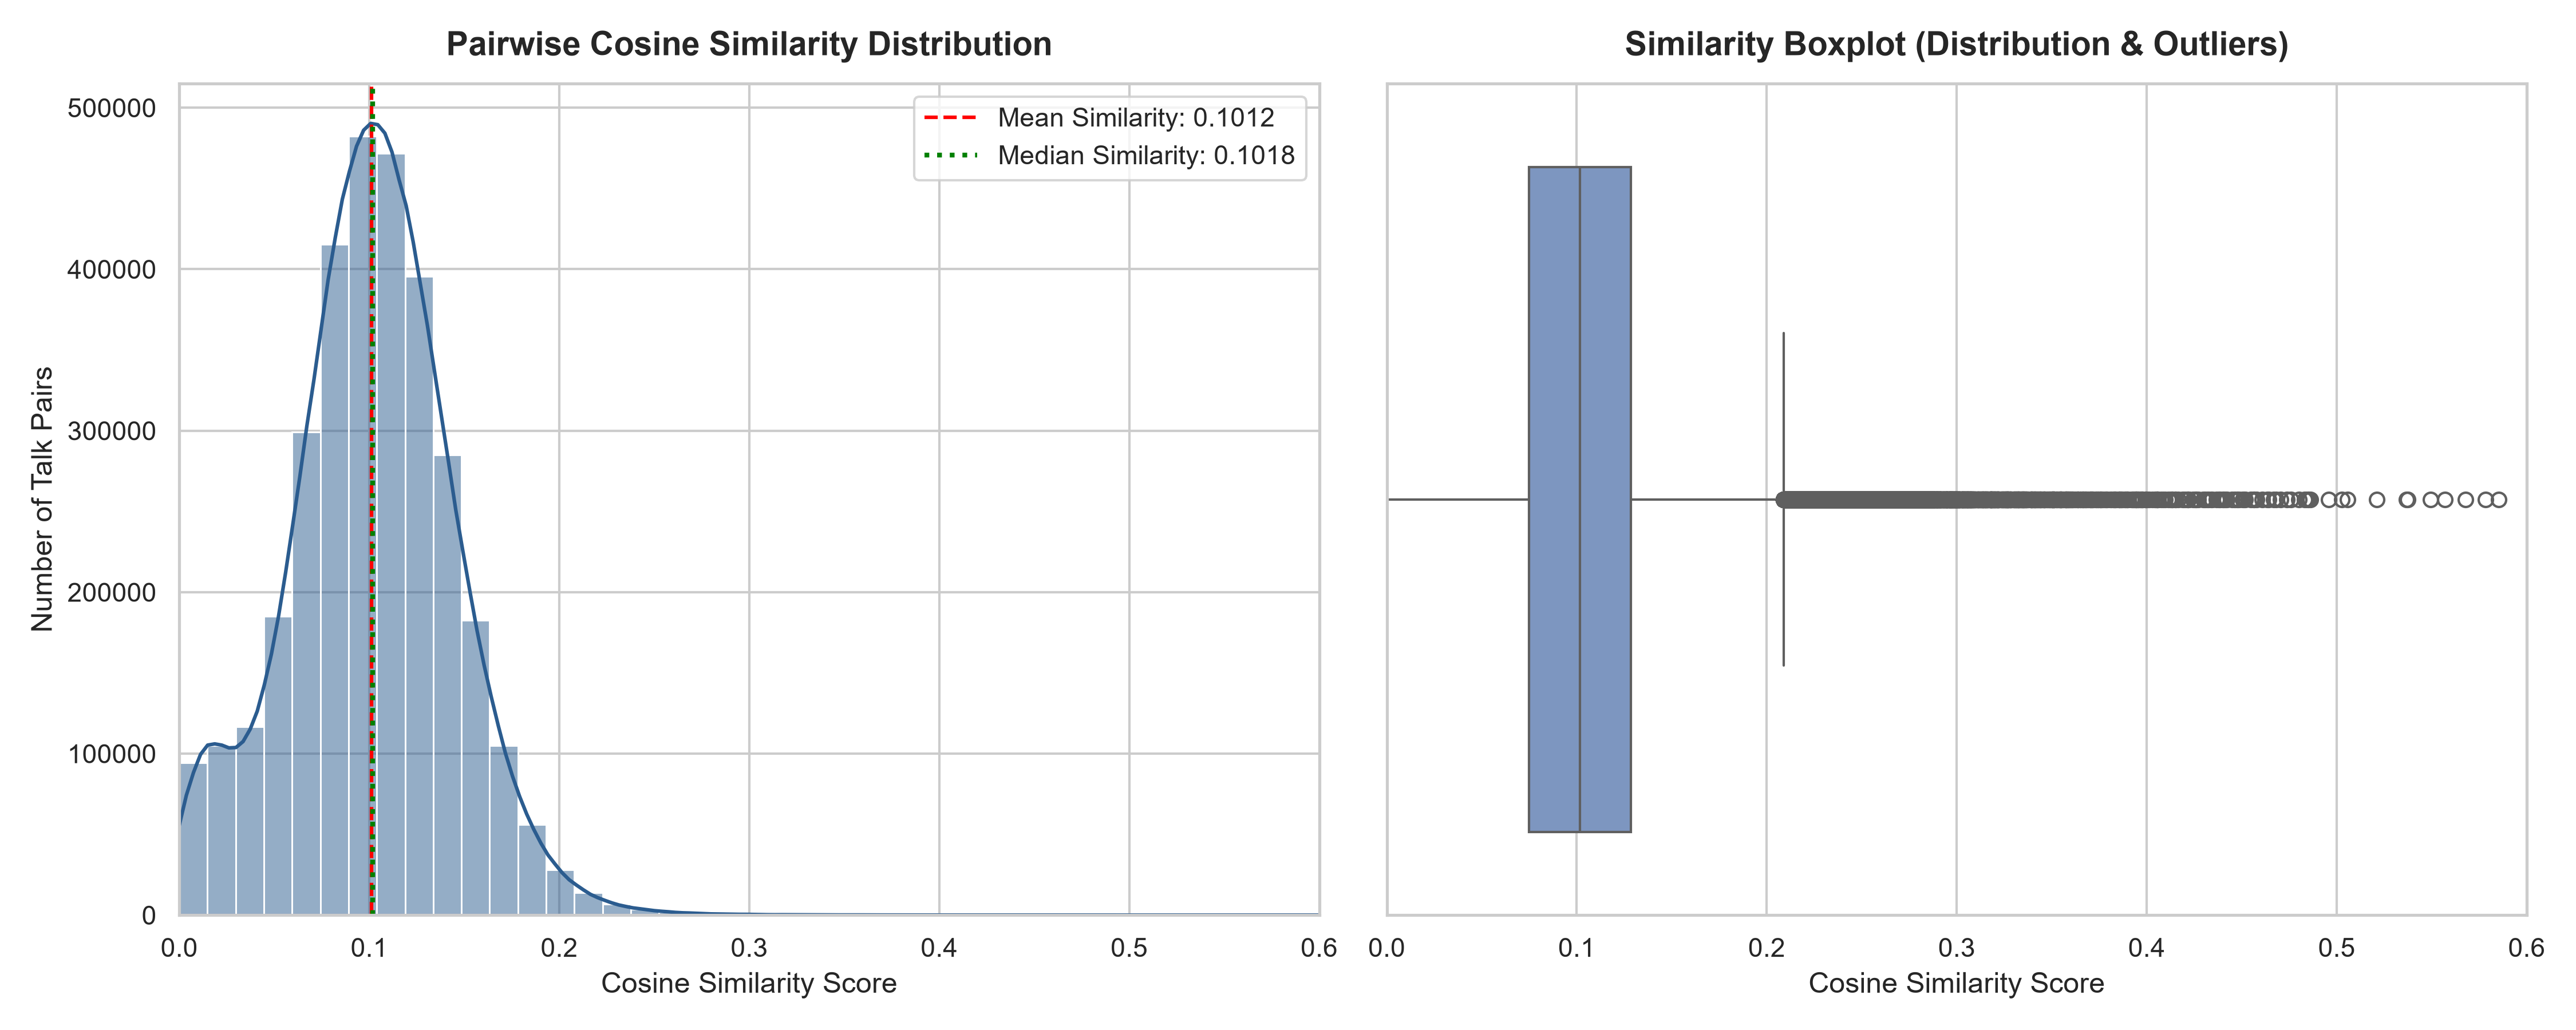 Pairwise Cosine Similarity Distribution
Number of Talk Pairs
500000
400000
300000
200000
100000
0
Mean Similarity: 0.1012
Median Similarity: 0.1018
0.0 0.1 0.2 0.3 0.4 0.5 0.6
Cosine Similarity Score
Similarity Boxplot (Distribution & Outliers)
0.0 0.1 0.2 0.3 0.4 0.5 0.6
Cosine Similarity Score